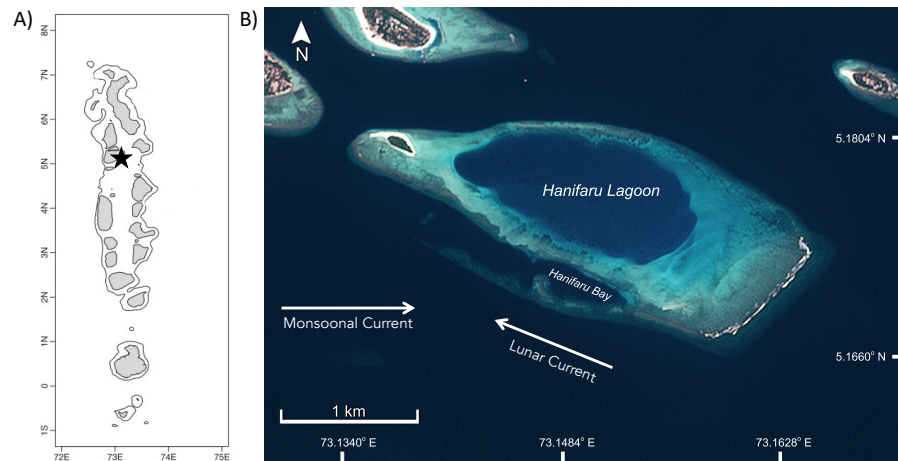 A)
8N
7N
6N
5N
4N
3N
2N
1N
0
1S
72E 73E 74E 75E
B)
N
5.1804° N
Hanifaru Lagoon
Hanifaru Bay
Monsoonal Current
Lunar Current
5.1660° N
1 km
73.1340° E 73.1484° E 73.1628° E